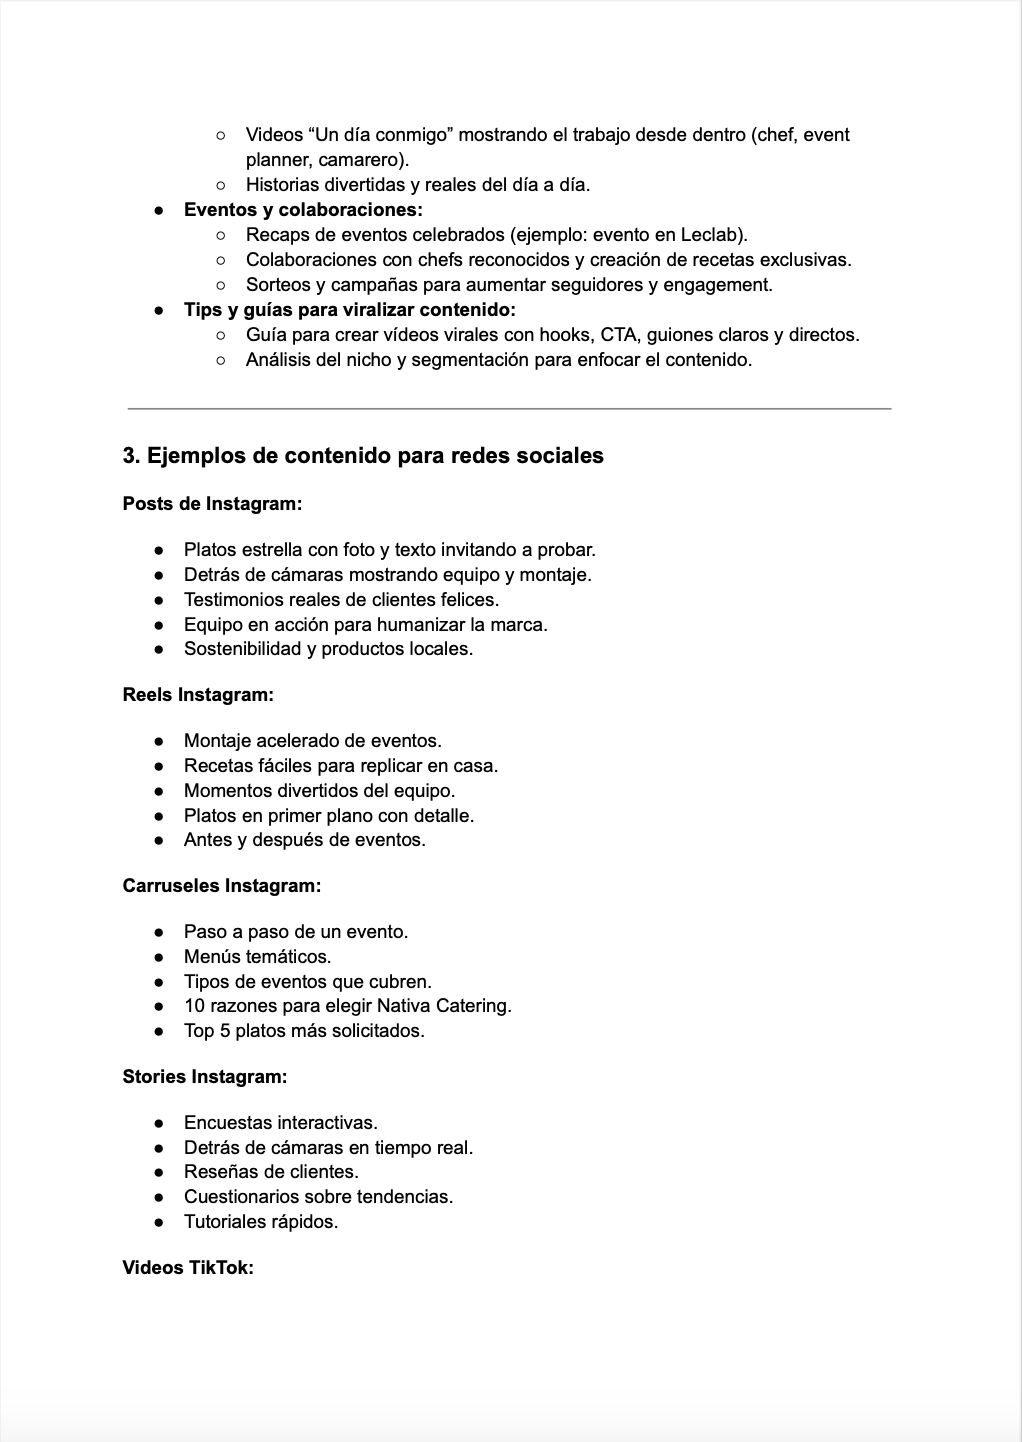 ○ Videos “Un día conmigo” mostrando el trabajo desde dentro (chef, event
planner, camarero).
○ Historias divertidas y reales del día a día.
● Eventos y colaboraciones:
○ Recaps de eventos celebrados (ejemplo: evento en Leclab).
○ Colaboraciones con chefs reconocidos y creación de recetas exclusivas.
○ Sorteos y campañas para aumentar seguidores y engagement.
● Tips y guías para viralizar contenido:
○ Guía para crear vídeos virales con hooks, CTA, guiones claros y directos.
○ Análisis del nicho y segmentación para enfocar el contenido.
3. Ejemplos de contenido para redes sociales
Posts de Instagram:
● Platos estrella con foto y texto invitando a probar.
● Detrás de cámaras mostrando equipo y montaje.
● Testimonios reales de clientes felices.
● Equipo en acción para humanizar la marca.
● Sostenibilidad y productos locales.
Reels Instagram:
● Montaje acelerado de eventos.
● Recetas fáciles para replicar en casa.
● Momentos divertidos del equipo.
● Platos en primer plano con detalle.
● Antes y después de eventos.
Carruseles Instagram:
● Paso a paso de un evento.
● Menús temáticos.
● Tipos de eventos que cubren.
● 10 razones para elegir Nativa Catering.
● Top 5 platos más solicitados.
Stories Instagram:
● Encuestas interactivas.
● Detrás de cámaras en tiempo real.
● Reseñas de clientes.
● Cuestionarios sobre tendencias.
● Tutoriales rápidos.
Videos TikTok: